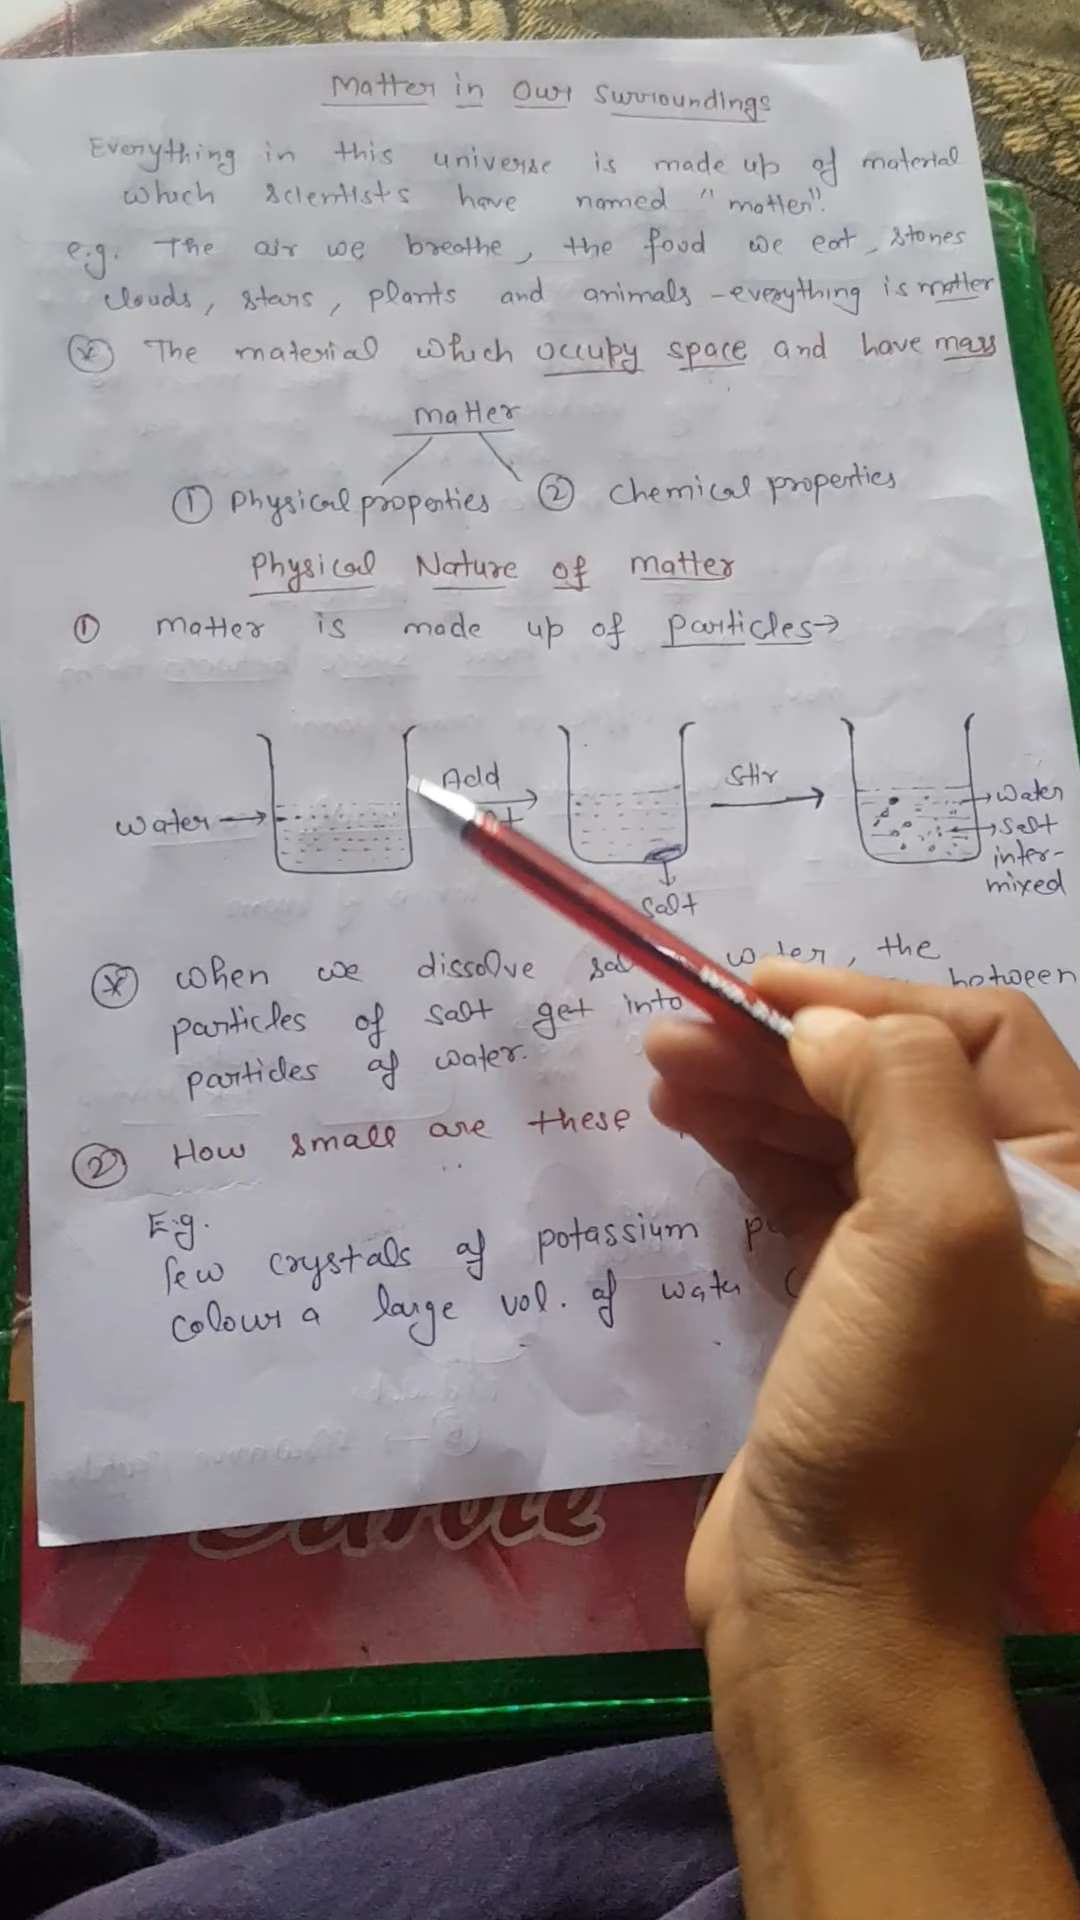 Matter in Our Surroundings
Everything in this universe is made up of material
which scientists have named "matter".
e.g. The air we breathe, the food we eat, stones
clouds, stars, plants and animals - everything is matter
The material which occupy space and have mass
matter
① Physical properties ② Chemical properties
Physical Nature of matter
① matter is made up of particles→
Water Add Stir Water
salt
inter-
mixed
salt
When we dissolve water, the
particles of salt get into between
particles of water.
② How small are these
E.g.
few crystals of potassium
colour a large vol. of water